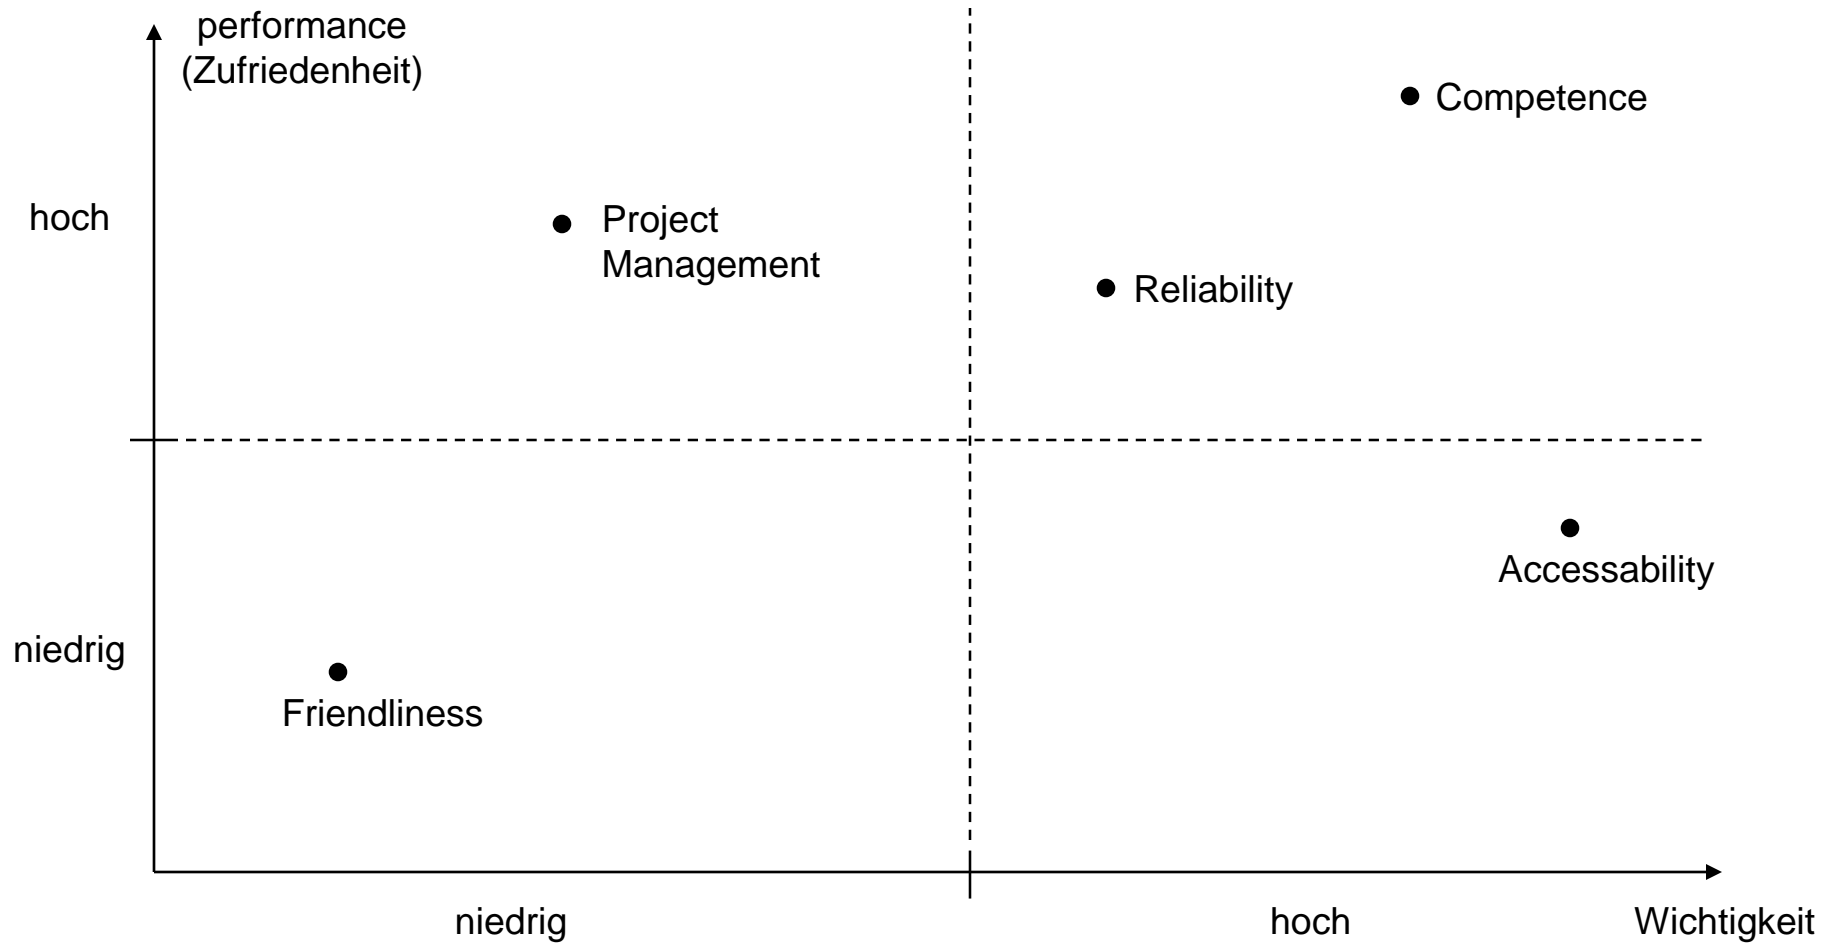 performance
(Zufriedenheit)
Competence
hoch
Project
Management
Reliability
Accessability
niedrig
Friendliness
niedrig
hoch
Wichtigkeit